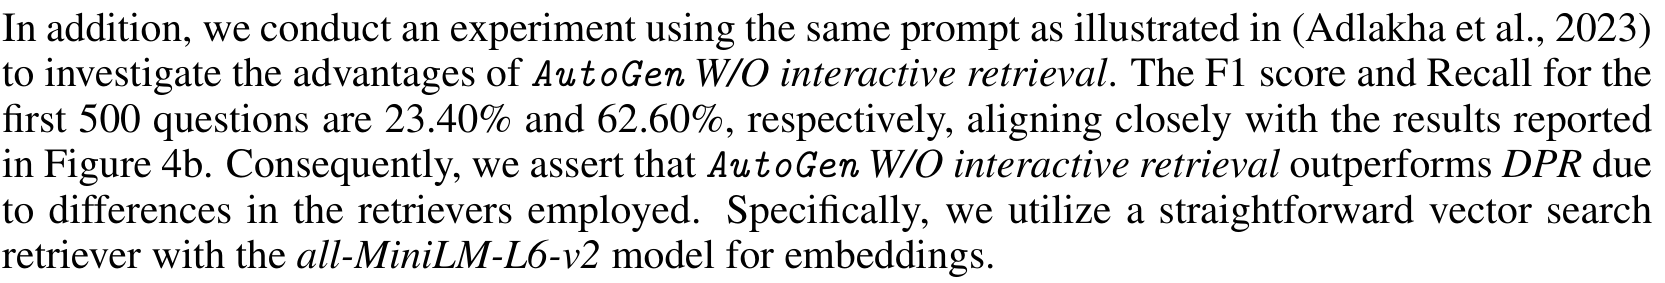 In addition, we conduct an experiment using the same prompt as illustrated in (Adlakha et al., 2023)
to investigate the advantages of AutoGen W/O interactive retrieval. The F1 score and Recall for the
first 500 questions are 23.40% and 62.60%, respectively, aligning closely with the results reported
in Figure 4b. Consequently, we assert that AutoGen W/O interactive retrieval outperforms DPR due
to differences in the retrievers employed. Specifically, we utilize a straightforward vector search
retriever with the all-MiniLM-L6-v2 model for embeddings.